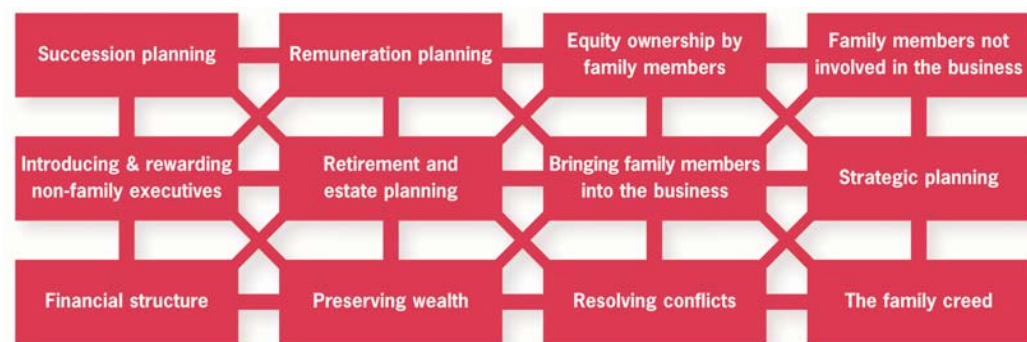 Succession planning
Remuneration planning
Equity ownership by
family members
Family members not
involved in the business
Introducing & rewarding
non-family executives
Retirement and
estate planning
Bringing family members
into the business
Strategic planning
Financial structure
Preserving wealth
Resolving conflicts
The family creed